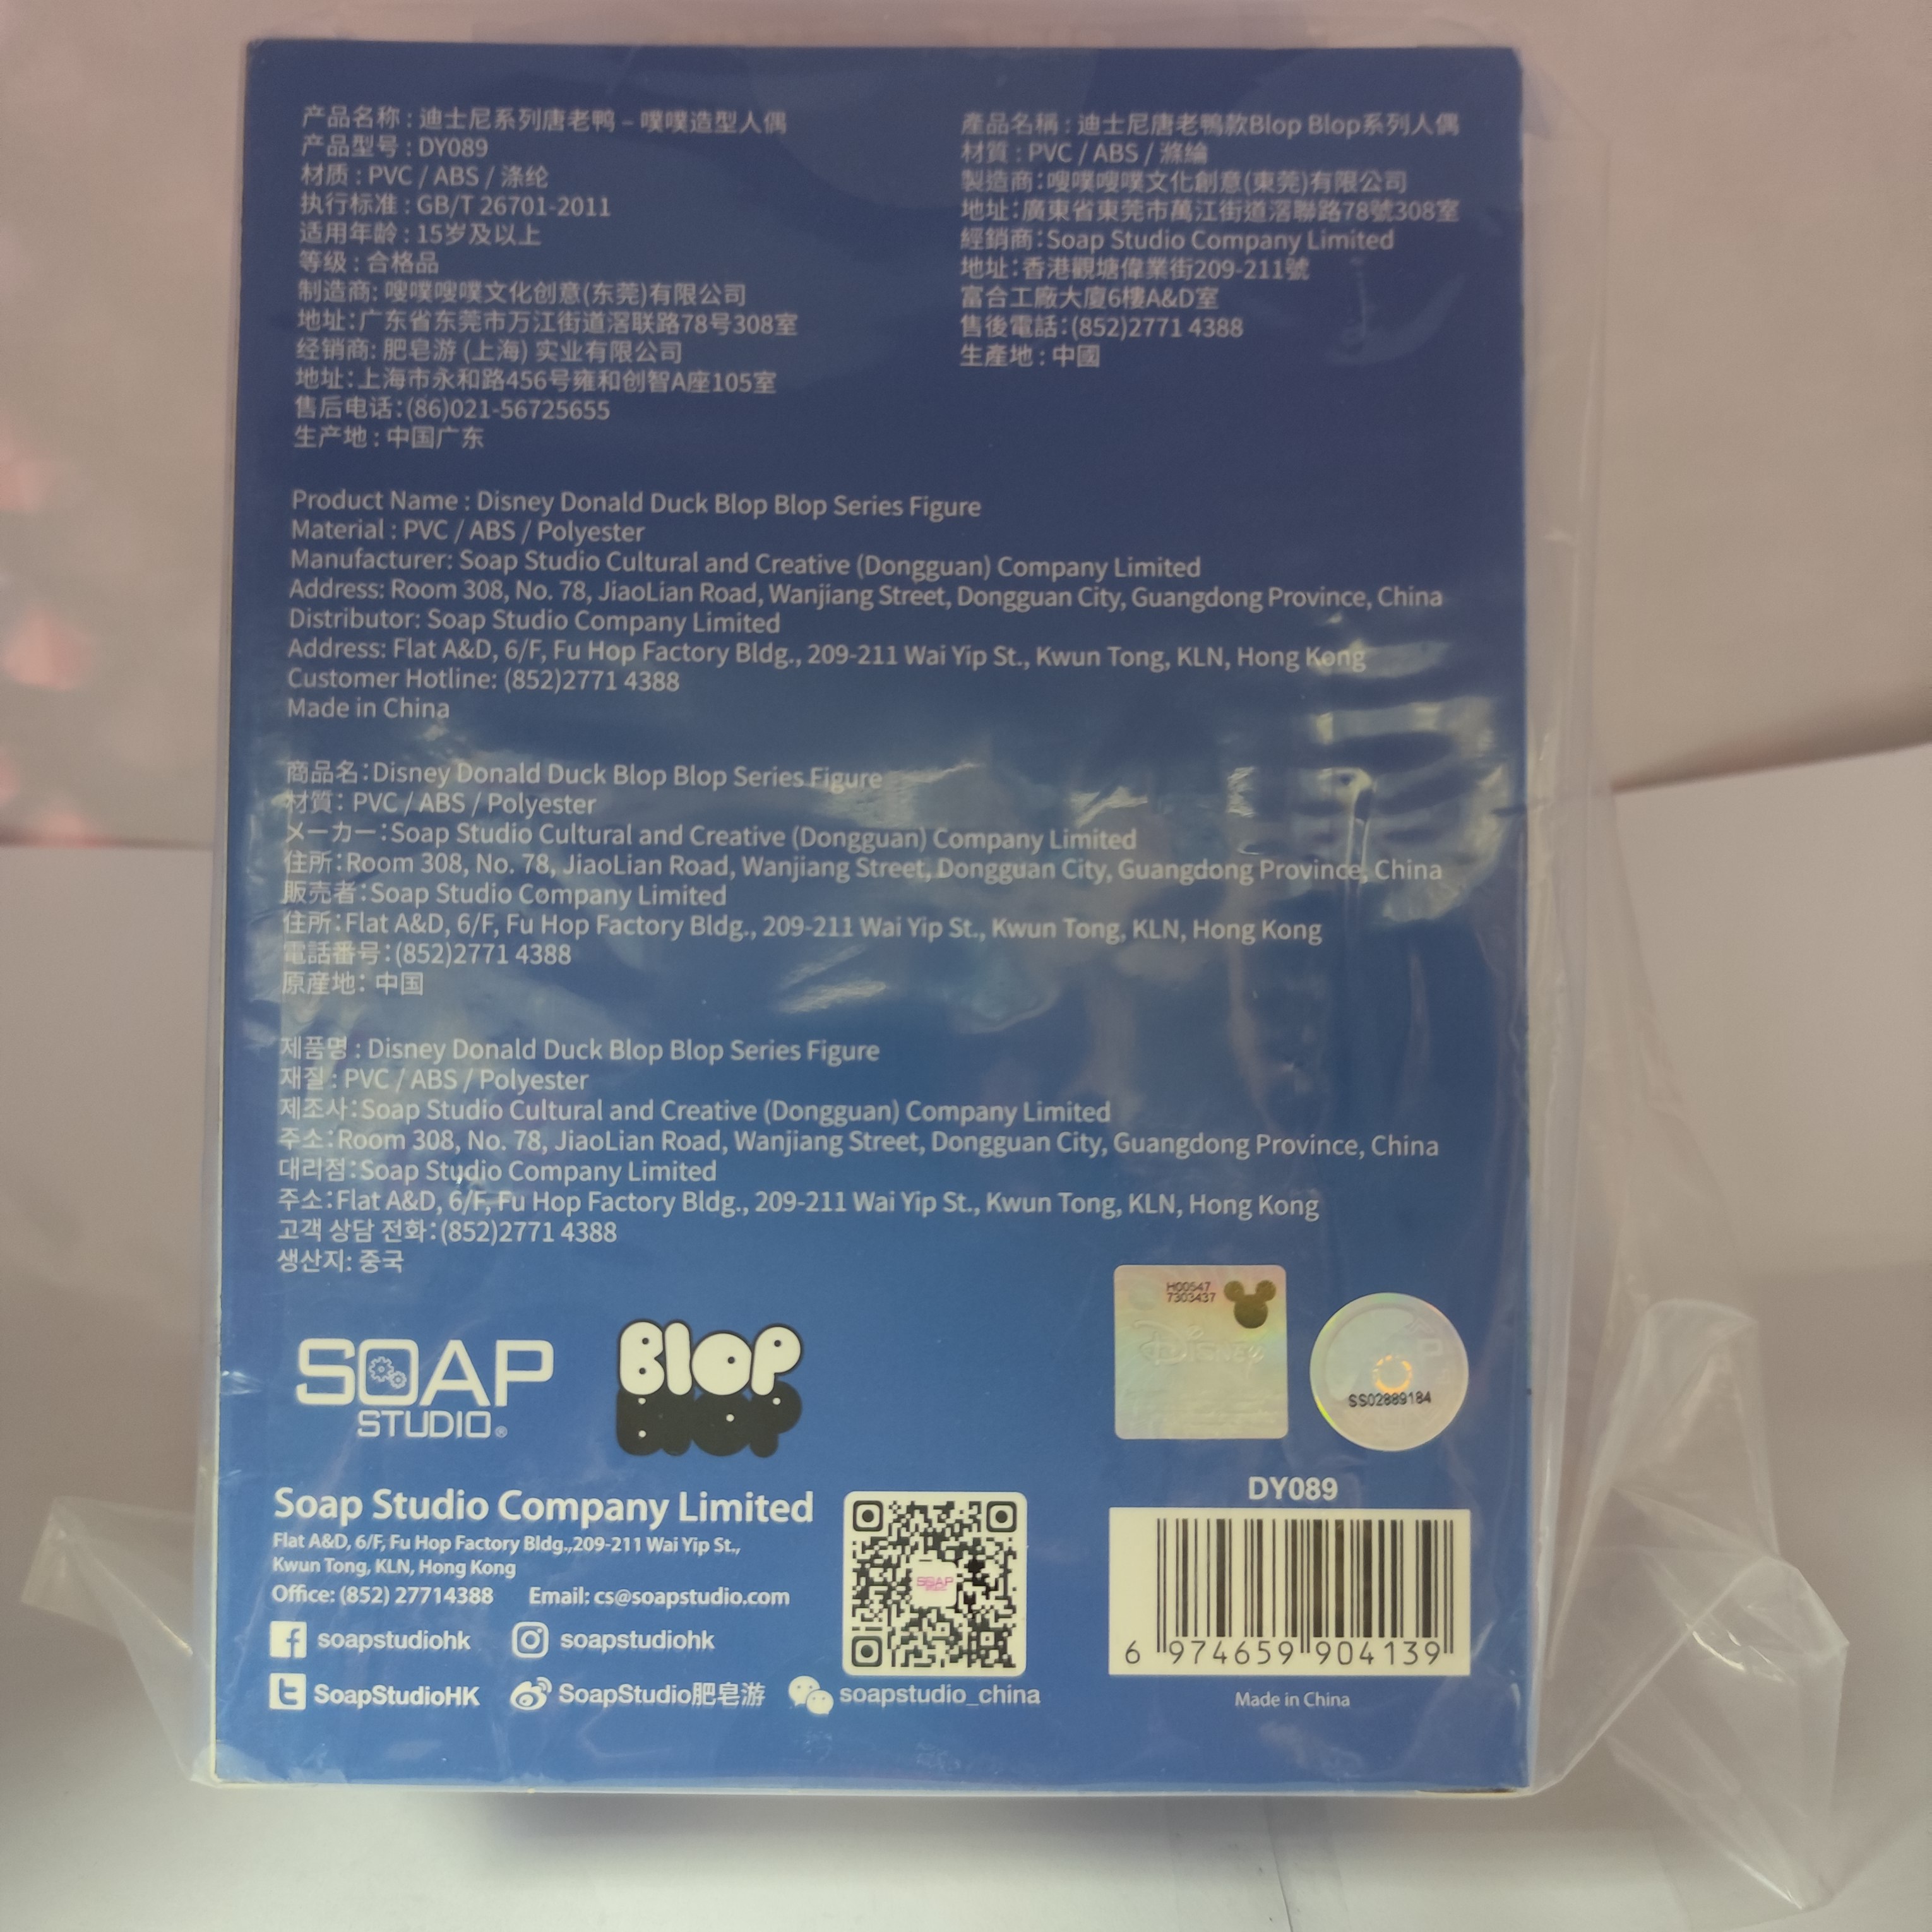 产品名称 : 迪士尼系列唐老鸭 – 噗噗造型人偶
产品型号 : DY089
材质 : PVC / ABS / 涤纶
执行标准 : GB/T 26701-2011
适用年龄 : 15岁及以上
等级 : 合格品
制造商: 嗖噗嗖噗文化创意(东莞)有限公司
地址：广东省东莞市万江街道滘联路78号308室
经销商: 肥皂游 (上海) 实业有限公司
地址：上海市永和路456号雍和创智A座105室
售后电话：(86)021-56725655
生产地 : 中国广东
產品名稱 : 迪士尼唐老鴨款Blop Blop系列人偶
材質 : PVC / ABS / 滌綸
製造商：嗖噗嗖噗文化創意(東莞)有限公司
地址：廣東省東莞市萬江街道滘聯路78號308室
經銷商：Soap Studio Company Limited
地址：香港觀塘偉業街209-211號
富合工廠大廈6樓A&D室
售後電話：(852)2771 4388
生產地 : 中國
Product Name : Disney Donald Duck Blop Blop Series Figure
Material : PVC / ABS / Polyester
Manufacturer: Soap Studio Cultural and Creative (Dongguan) Company Limited
Address: Room 308, No. 78, JiaoLian Road, Wanjiang Street, Dongguan City, Guangdong Province, China
Distributor: Soap Studio Company Limited
Address: Flat A&D, 6/F, Fu Hop Factory Bldg., 209-211 Wai Yip St., Kwun Tong, KLN, Hong Kong
Customer Hotline: (852)2771 4388
Made in China
商品名：Disney Donald Duck Blop Blop Series Figure
材質： PVC / ABS / Polyester
メーカー：Soap Studio Cultural and Creative (Dongguan) Company Limited
住所：Room 308, No. 78, JiaoLian Road, Wanjiang Street, Dongguan City, Guangdong Province, China
販売者：Soap Studio Company Limited
住所：Flat A&D, 6/F, Fu Hop Factory Bldg., 209-211 Wai Yip St., Kwun Tong, KLN, Hong Kong
電話番号：(852)2771 4388
原産地： 中国
제품명 : Disney Donald Duck Blop Blop Series Figure
재질 : PVC / ABS / Polyester
제조사：Soap Studio Cultural and Creative (Dongguan) Company Limited
주소：Room 308, No. 78, JiaoLian Road, Wanjiang Street, Dongguan City, Guangdong Province, China
대리점：Soap Studio Company Limited
주소：Flat A&D, 6/F, Fu Hop Factory Bldg., 209-211 Wai Yip St., Kwun Tong, KLN, Hong Kong
고객 상담 전화：(852)2771 4388
생산지: 중국
SOAP
STUDIO®
Blop
Blop
H00547
7303437
Disney
SS02889184
Soap Studio Company Limited
Flat A&D, 6/F, Fu Hop Factory Bldg.,209-211 Wai Yip St.,
Kwun Tong, KLN, Hong Kong
Office: (852) 27714388 Email: cs@soapstudio.com
soapstudiohk soapstudiohk
SoapStudioHK SoapStudio肥皂游 soapstudio_china
SOAP
DY089
6 974659 904139
Made in China